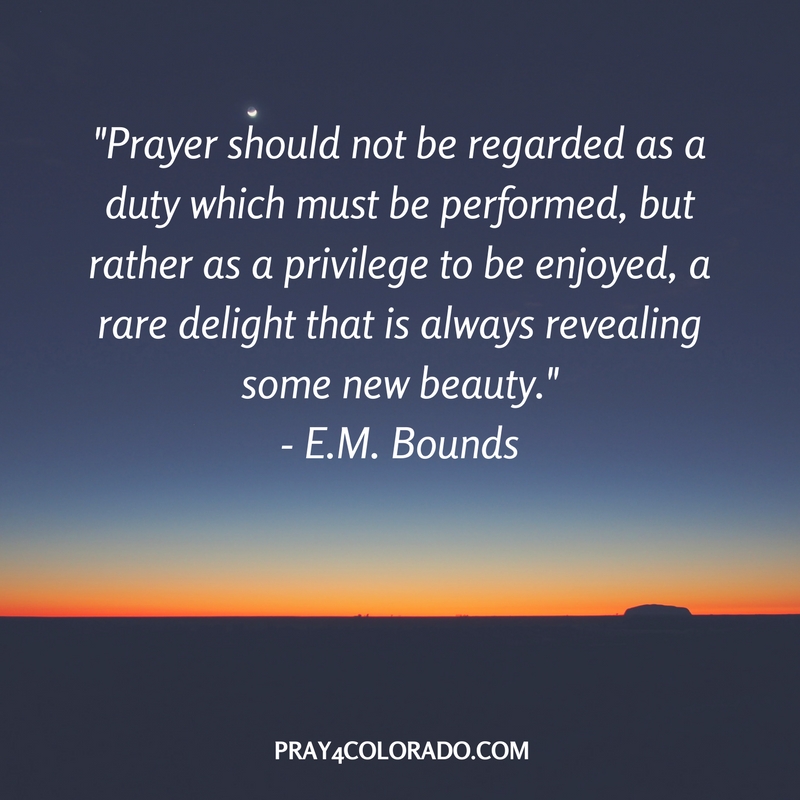 "Prayer should not be regarded as a
duty which must be performed, but
rather as a privilege to be enjoyed, a
rare delight that is always revealing
some new beauty."
- E.M. Bounds
PRAY4COLORADO.COM